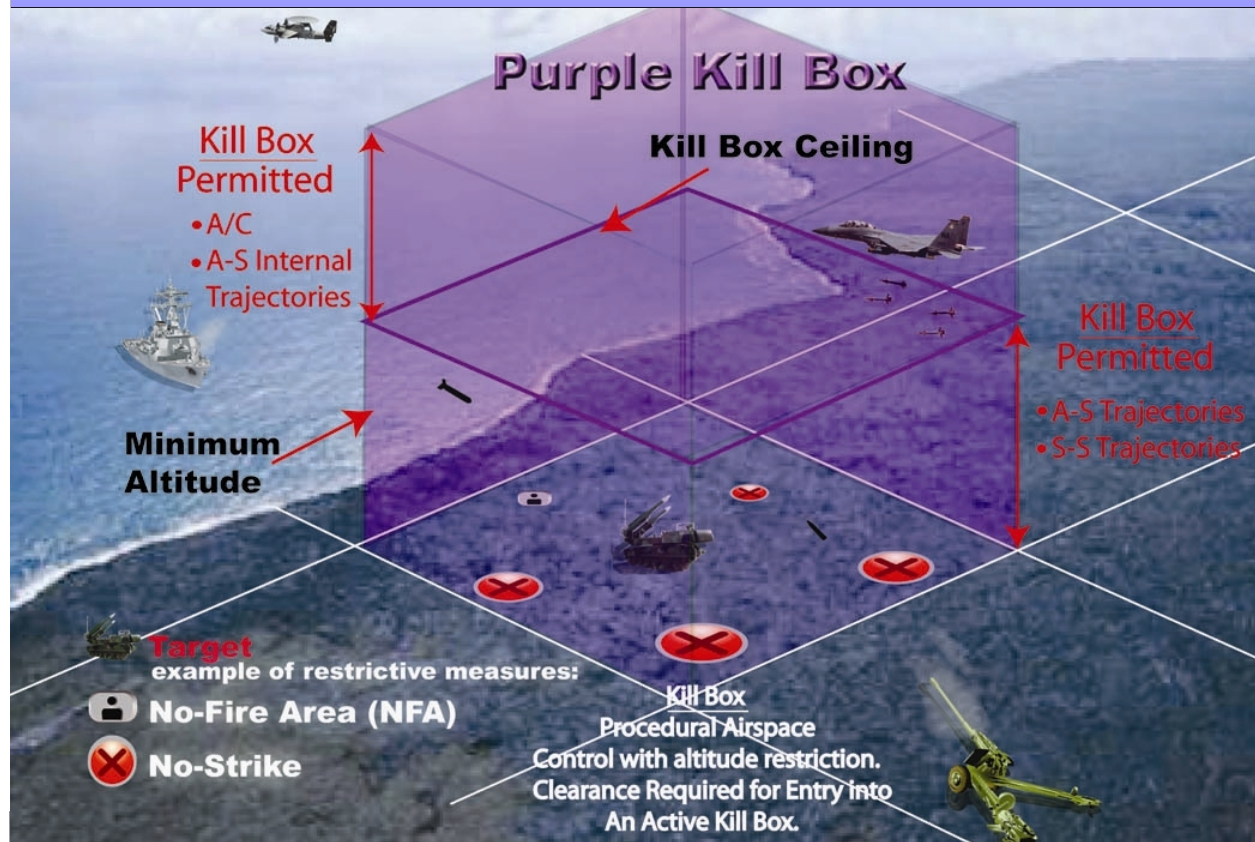 Purple Kill Box
Kill Box
Permitted
• A/C
• A-S Internal
Trajectories
Kill Box Ceiling
Kill Box
Permitted
• A-S Trajectories
• S-S Trajectories
Minimum
Altitude
Target
example of restrictive measures:
No-Fire Area (NFA)
No-Strike
Kill Box
Procedural Airspace
Control with altitude restriction.
Clearance Required for Entry into
An Active Kill Box.